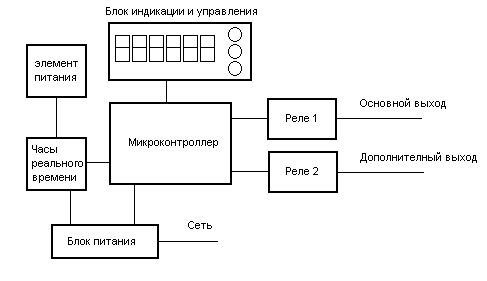 Блок индикации и управления
элемент
питания
Основной выход
Реле 1
Микроконтроллер
Часы
реального
времени
Дополнителный выход
Реле 2
Сеть
Блок питания